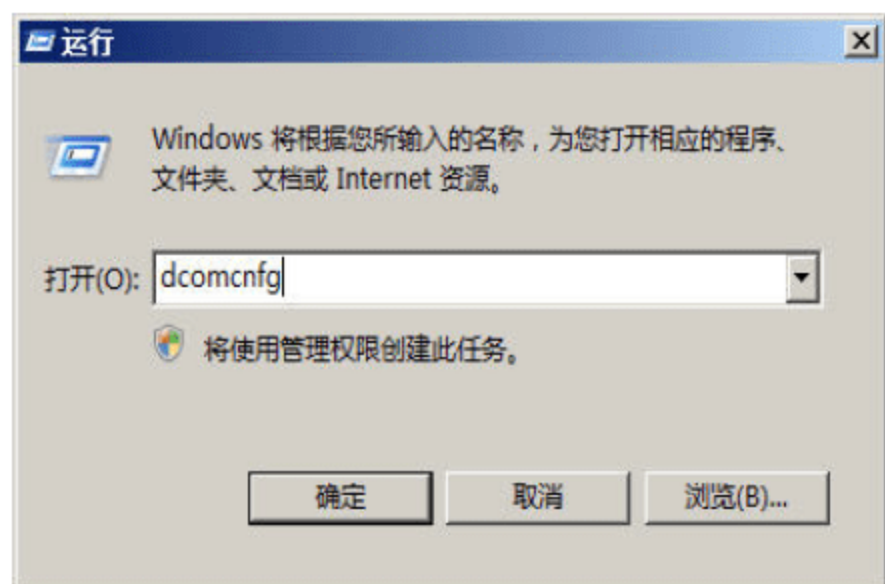 运行
Windows 将根据您所输入的名称，为您打开相应的程序、
文件夹、文档或 Internet 资源。
打开(O): dcomcnfg
将使用管理权限创建此任务。
确定 取消 浏览(B)...